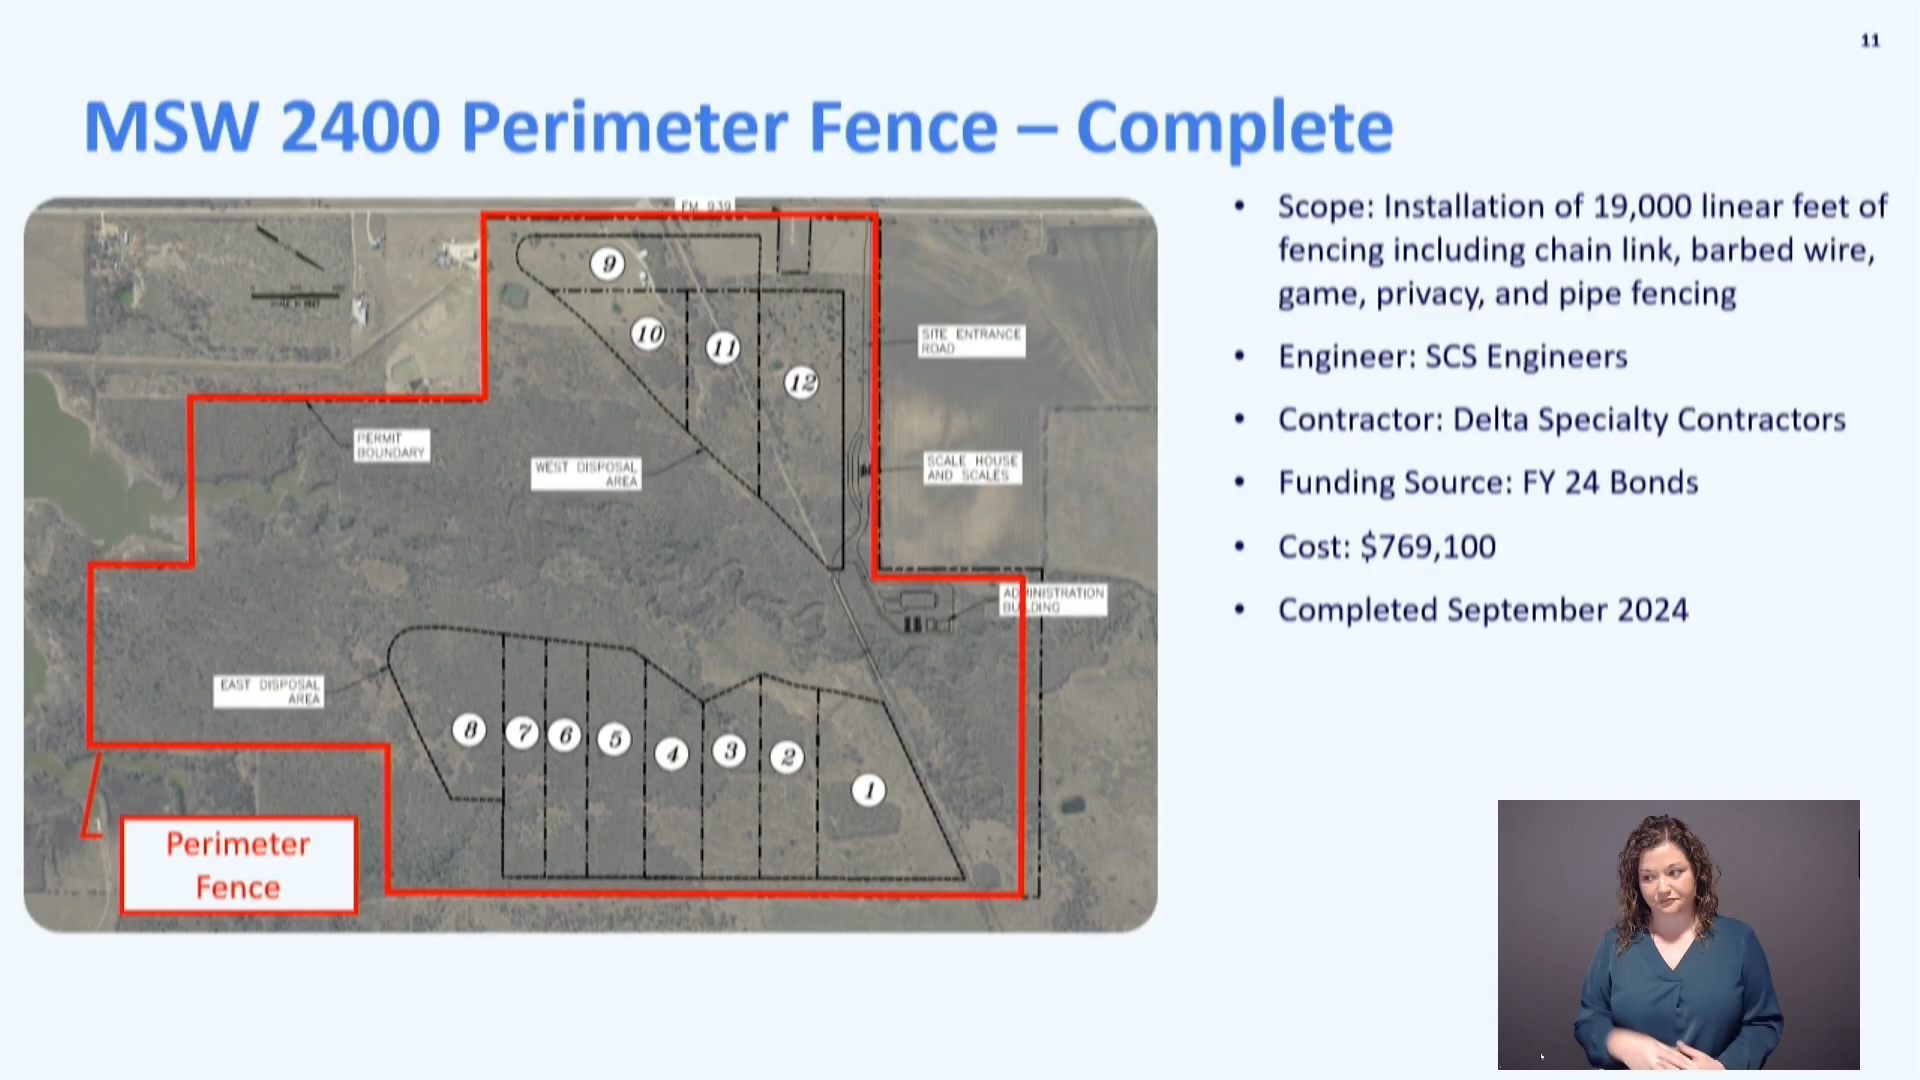 11
MSW 2400 Perimeter Fence – Complete
FM 939
9
10
11
12
SITE ENTRANCE
ROAD
PERMIT
BOUNDARY
WEST DISPOSAL
AREA
SCALE HOUSE
AND SCALES
ADMINISTRATION
BUILDING
EAST DISPOSAL
AREA
8
7
6
5
4
3
2
1
Perimeter
Fence
• Scope: Installation of 19,000 linear feet of
fencing including chain link, barbed wire,
game, privacy, and pipe fencing
• Engineer: SCS Engineers
• Contractor: Delta Specialty Contractors
• Funding Source: FY 24 Bonds
• Cost: $769,100
• Completed September 2024